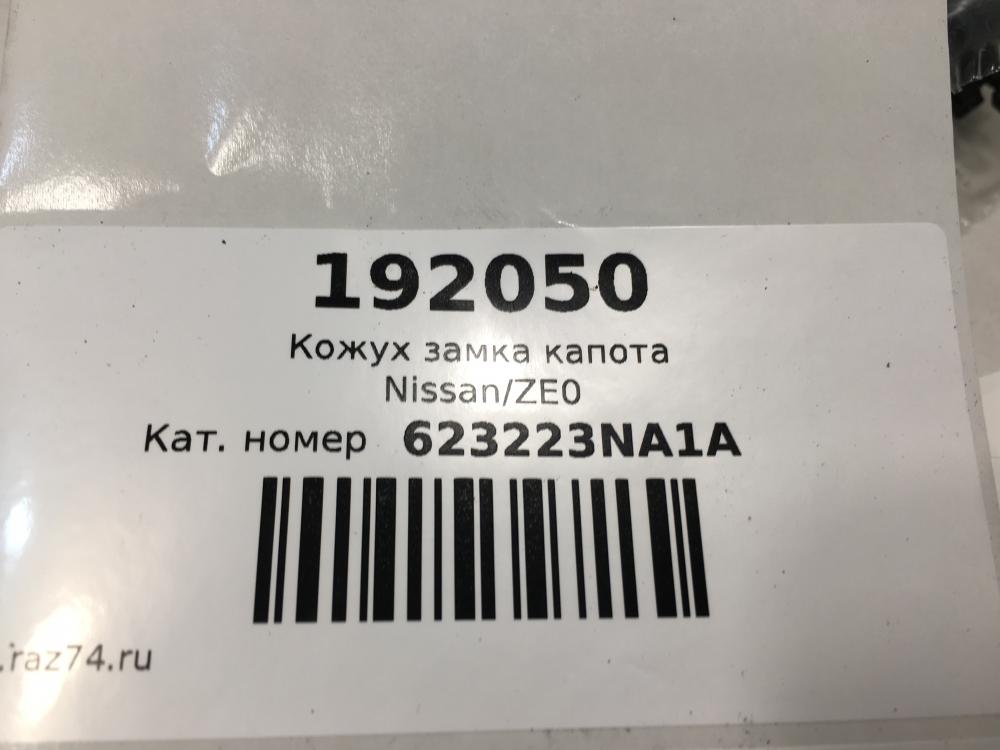 192050
Кожух замка капота
Nissan/ZE0
Кат. номер 623223NA1A
.raz74.ru